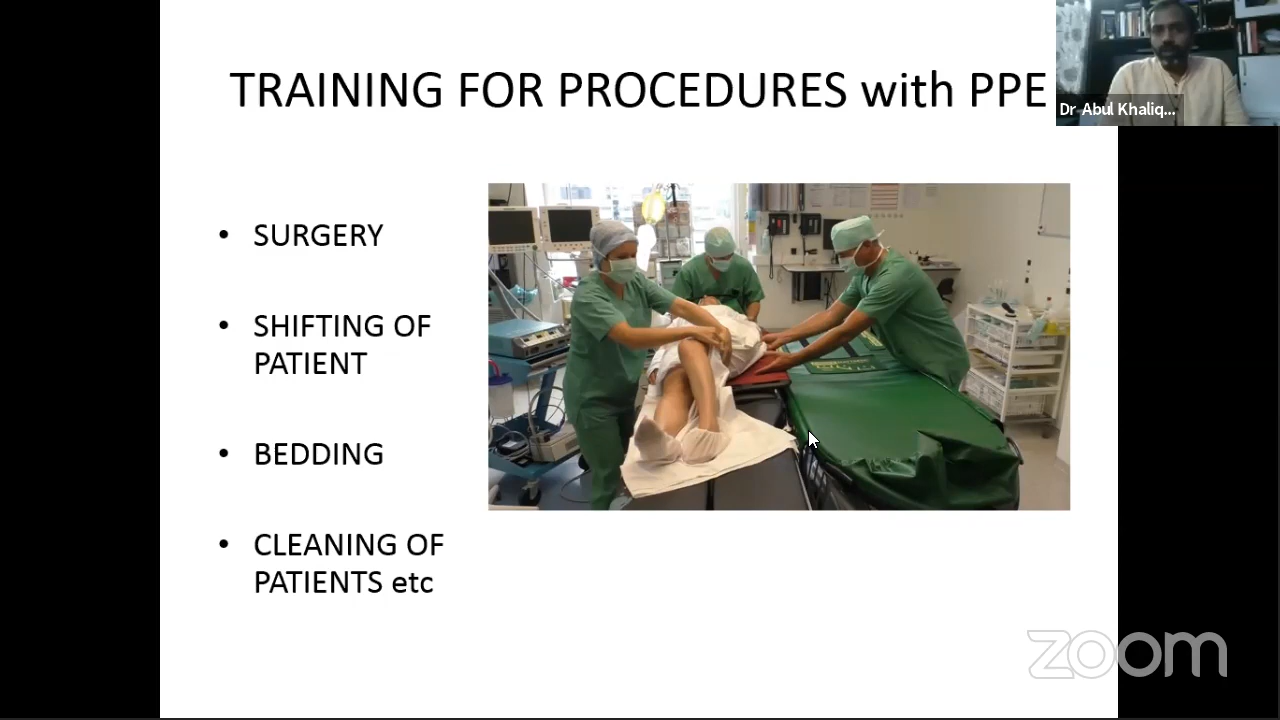 TRAINING FOR PROCEDURES with PPE
Dr Abul Khaliq...
• SURGERY
• SHIFTING OF
PATIENT
• BEDDING
• CLEANING OF
PATIENTS etc
zoom